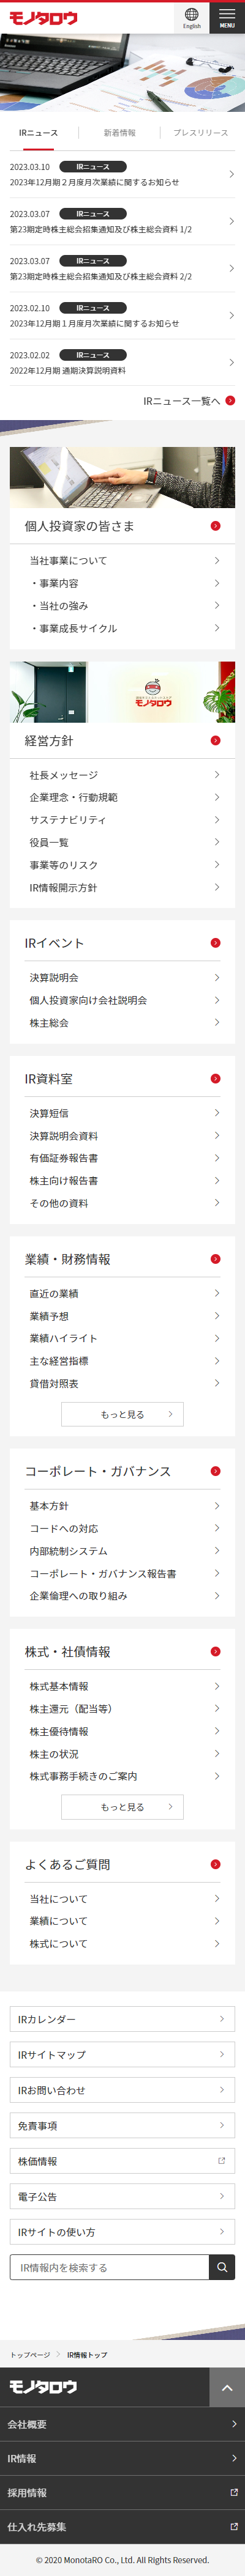 モノタロウ
English
MENU
IRニュース
新着情報
プレスリリース
2023.03.10 IRニュース
2023年12月期２月度月次業績に関するお知らせ
2023.03.07 IRニュース
第23期定時株主総会招集通知及び株主総会資料 1/2
2023.03.07 IRニュース
第23期定時株主総会招集通知及び株主総会資料 2/2
2023.02.10 IRニュース
2023年12月期１月度月次業績に関するお知らせ
2023.02.02 IRニュース
2022年12月期 通期決算説明資料
IRニュース一覧へ
個人投資家の皆さま
当社事業について
・事業内容
・当社の強み
・事業成長サイクル
モノタロウ
経営方針
社長メッセージ
企業理念・行動規範
サステナビリティ
役員一覧
事業等のリスク
IR情報開示方針
IRイベント
決算説明会
個人投資家向け会社説明会
株主総会
IR資料室
決算短信
決算説明会資料
有価証券報告書
株主向け報告書
その他の資料
業績・財務情報
直近の業績
業績予想
業績ハイライト
主な経営指標
貸借対照表
もっと見る
コーポレート・ガバナンス
基本方針
コードへの対応
内部統制システム
コーポレート・ガバナンス報告書
企業倫理への取り組み
株式・社債情報
株式基本情報
株主還元（配当等）
株主優待情報
株主の状況
株式事務手続きのご案内
もっと見る
よくあるご質問
当社について
業績について
株式について
IRカレンダー
IRサイトマップ
IRお問い合わせ
免責事項
株価情報
電子公告
IRサイトの使い方
IR情報内を検索する
トップページ
IR情報トップ
モノタロウ
会社概要
IR情報
採用情報
仕入れ先募集
© 2020 MonotaRO Co., Ltd. All Rights Reserved.